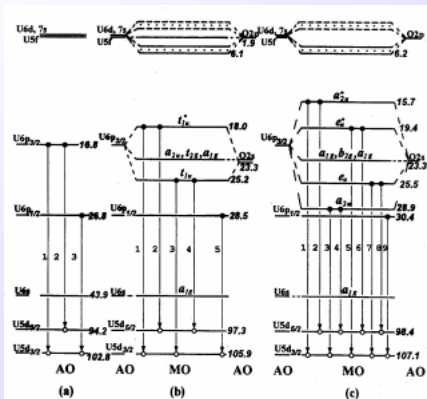 U6d, 7s
U5f
U6d, 7s
U5f
O2p
1.9
6.1
U6d, 7s
U5f
O2p
6.2
a*2u 15.7
U6p3/2 16.8
U6p3/2
t*1u 18.0
a1u, t2g, a1g
O2s
23.3
t1u 25.2
U6p3/2
e*u 19.4
a1g, b2g, a1g
O2s
23.3
eu 25.5
a2u 28.9
U6p1/2 26.8
U6p1/2 28.5
U6p1/2 30.4
1 2 3
1 2 3 4 5
1 2 3 4 5 6 7 8 9
U6s 43.9
U6s a1g
U6s a1g
U5d5/2 94.2
U5d5/2 97.3
U5d5/2 98.4
U5d3/2 102.8
U5d3/2 105.9
U5d3/2 107.1
AO AO MO AO MO AO
(a) (b) (c)